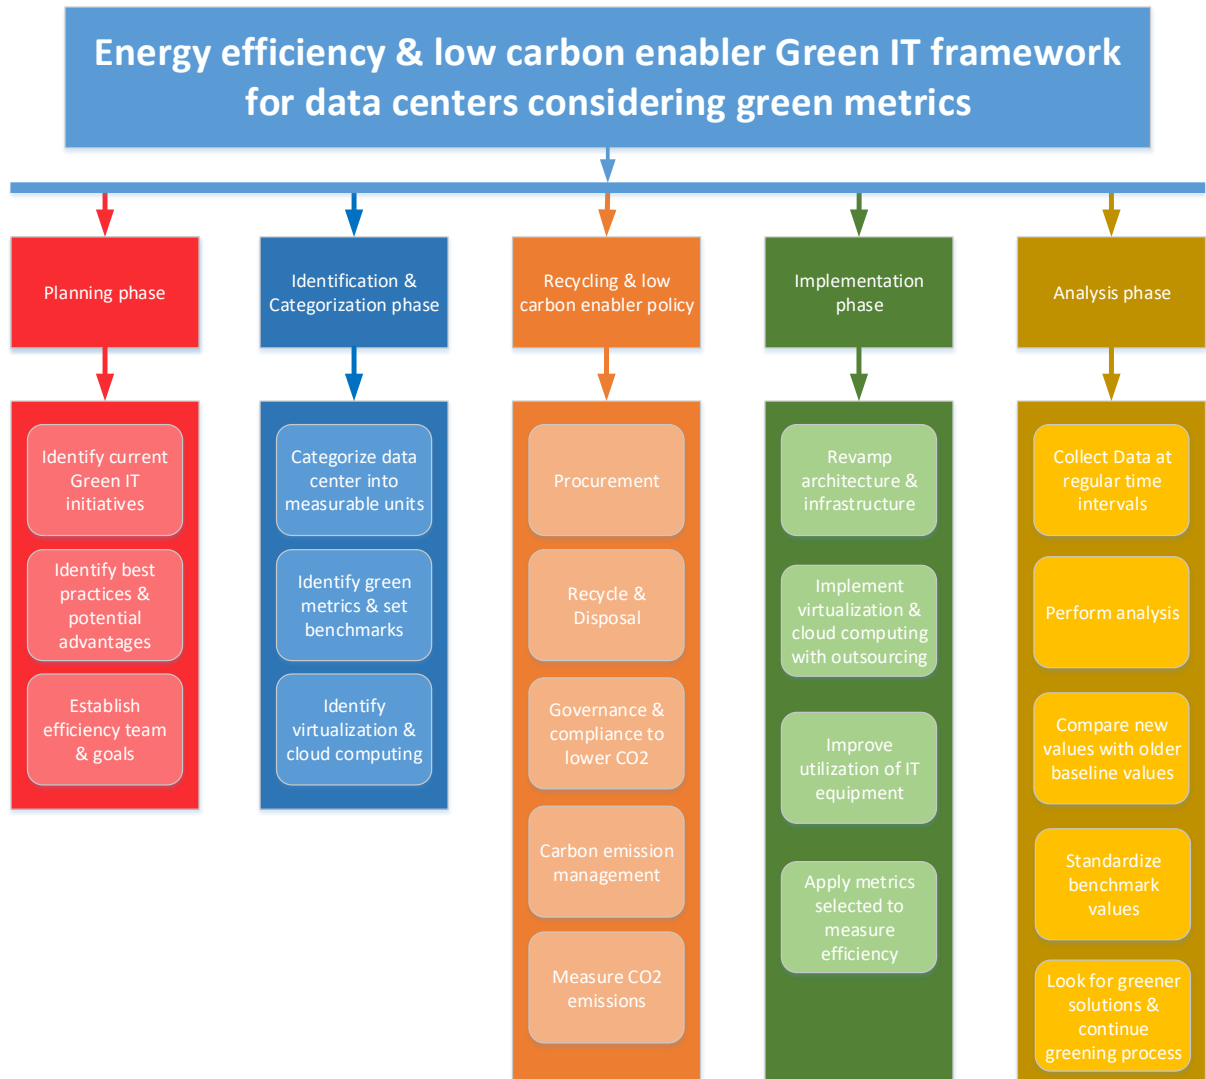 Energy efficiency & low carbon enabler Green IT framework
for data centers considering green metrics
Planning phase
Identify current
Green IT
initiatives
Identify best
practices &
potential
advantages
Establish
efficiency team
& goals
Identification &
Categorization phase
Categorize data
center into
measurable units
Identify green
metrics & set
benchmarks
Identify
virtualization &
cloud computing
Recycling & low
carbon enabler policy
Procurement
Recycle &
Disposal
Governance &
compliance to
lower CO2
Carbon emission
management
Measure CO2
emissions
Implementation
phase
Revamp
architecture &
infrastructure
Implement
virtualization &
cloud computing
with outsourcing
Improve
utilization of IT
equipment
Apply metrics
selected to
measure
efficiency
Analysis phase
Collect Data at
regular time
intervals
Perform analysis
Compare new
values with older
baseline values
Standardize
benchmark
values
Look for greener
solutions &
continue
greening process